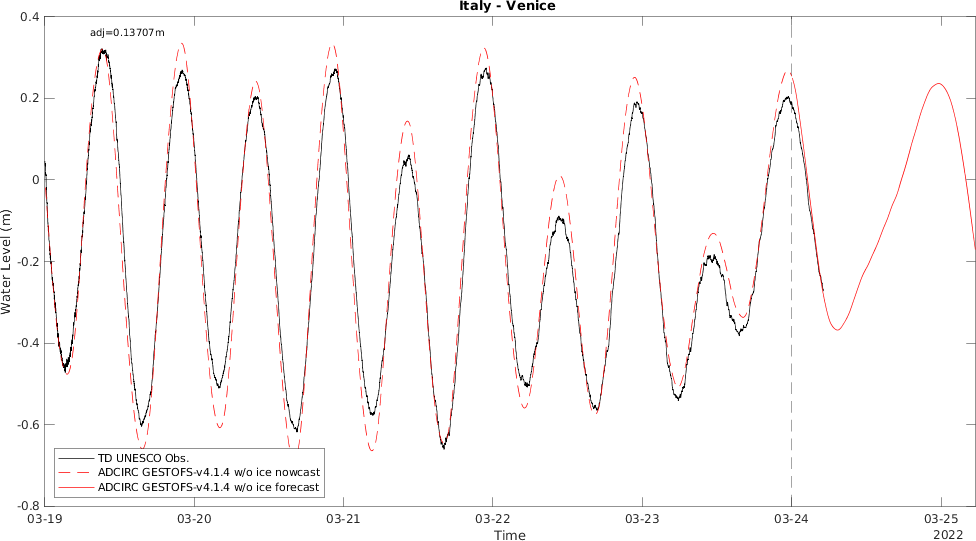 Italy - Venice
adj=0.13707m
0.4
0.2
0
-0.2
-0.4
-0.6
-0.8
Water Level (m)
TD UNESCO Obs.
ADCIRC GESTOFS-v4.1.4 w/o ice nowcast
ADCIRC GESTOFS-v4.1.4 w/o ice forecast
03-19 03-20 03-21 03-22 03-23 03-24 03-25
Time
2022